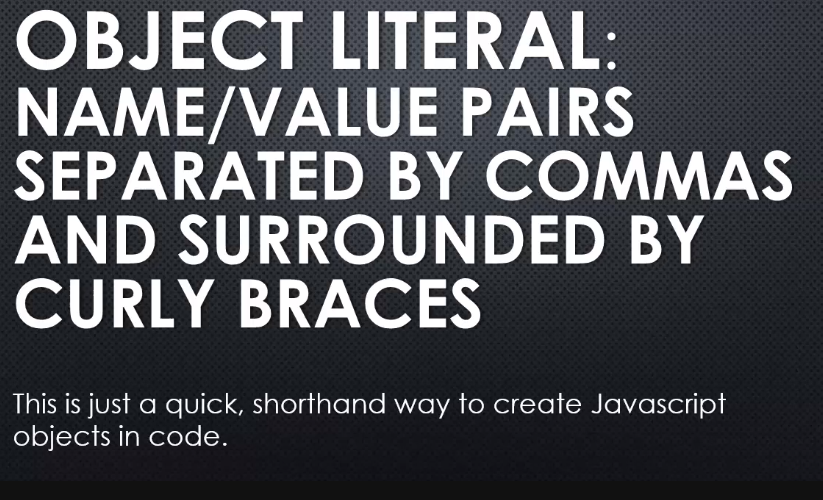 OBJECT LITERAL:
NAME/VALUE PAIRS
SEPARATED BY COMMAS
AND SURROUNDED BY
CURLY BRACES
This is just a quick, shorthand way to create Javascript
objects in code.